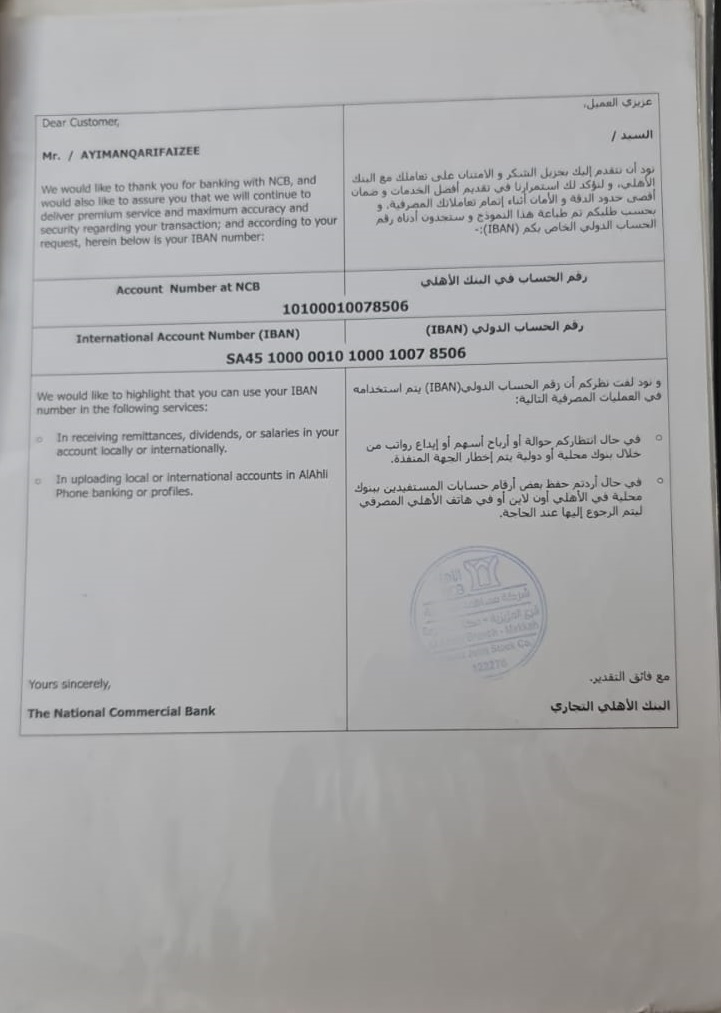 Dear Customer,
Mr. / AYIMANQARIFAIZEE
We would like to thank you for banking with NCB, and
would also like to assure you that we will continue to
deliver premium service and maximum accuracy and
security regarding your transaction; and according to your
request, herein below is your IBAN number:
عزيزي العميل،
السيد /
نود أن نتقدم إليك بجزيل الشكر و الامتنان على تعاملك مع البنك
الأهلي، و لنؤكد لك استمرارنا في تقديم أفضل الخدمات و ضمان
أقصى حدود الدقة و الأمان أثناء إتمام تعاملاتك المصرفية. و
بحسب طلبكم تم طباعة هذا النموذج و ستجدون أدناه رقم
الحساب الدولي الخاص بكم (IBAN):-
Account Number at NCB
رقم الحساب في البنك الأهلي
10100010078506
International Account Number (IBAN)
رقم الحساب الدولي (IBAN)
SA45 1000 0010 1000 1007 8506
We would like to highlight that you can use your IBAN
number in the following services:
o In receiving remittances, dividends, or salaries in your
account locally or internationally.
o In uploading local or international accounts in AlAhli
Phone banking or profiles.
و نود لفت نظركم أن رقم الحساب الدولي(IBAN) يتم استخدامه
في العمليات المصرفية التالية:
o في حال انتظاركم حوالة أو أرباح أسهم أو إيداع رواتب من
خلال بنوك محلية أو دولية يتم إخطار الجهة المنفذة.
o في حال أردتم حفظ بعض أرقام حسابات المستفيدين ببنوك
محلية في الأهلي أون لاين أو في هاتف الأهلي المصرفي
ليتم الرجوع إليها عند الحاجة.
Branch - Makkah
Joint Stock Co.
Yours sincerely,
The National Commercial Bank
مع فائق التقدير.
البنك الأهلي التجاري